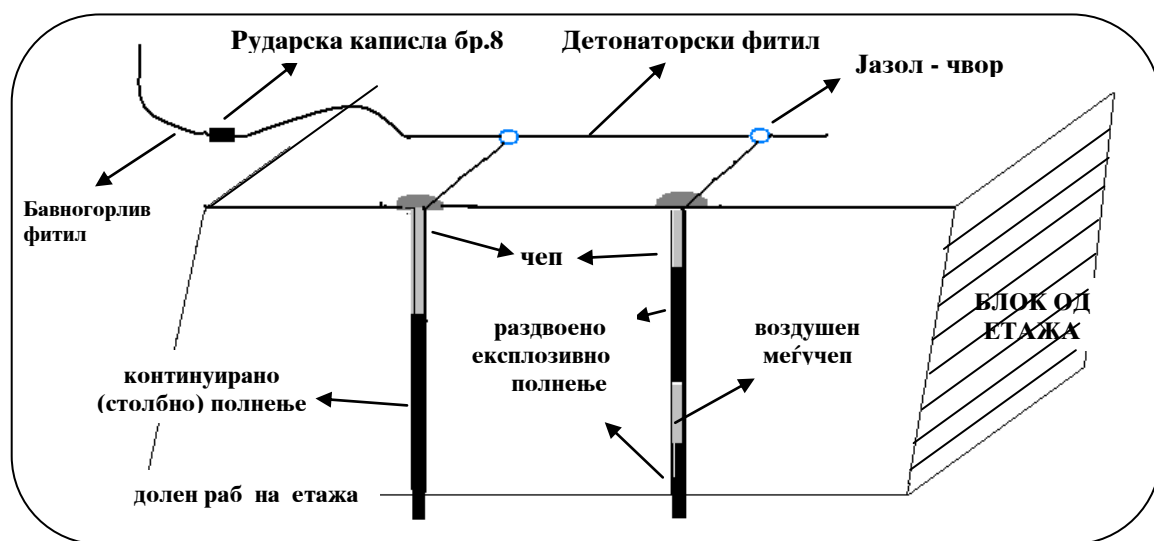 Рударска каписла бр.8
Детонаторски фитил
Јазол - чвор
Бавногорлив
фитил
чеп
раздвоено
експлозивно
полнење
воздушен
меѓучеп
БЛОК ОД
ЕТАЖА
континуирано
(столбно) полнење
долен раб на етажа